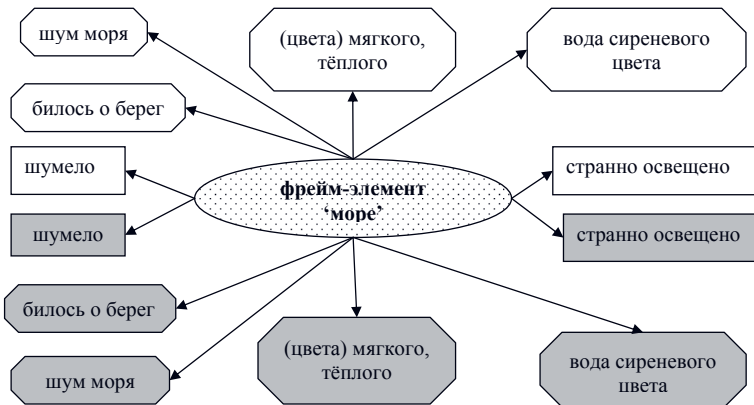 шум моря
(цвета) мягкого,
тёплого
вода сиреневого
цвета
билось о берег
шумело
фрейм-элемент
‘море’
странно освещено
шумело
странно освещено
билось о берег
(цвета) мягкого,
тёплого
вода сиреневого
цвета
шум моря